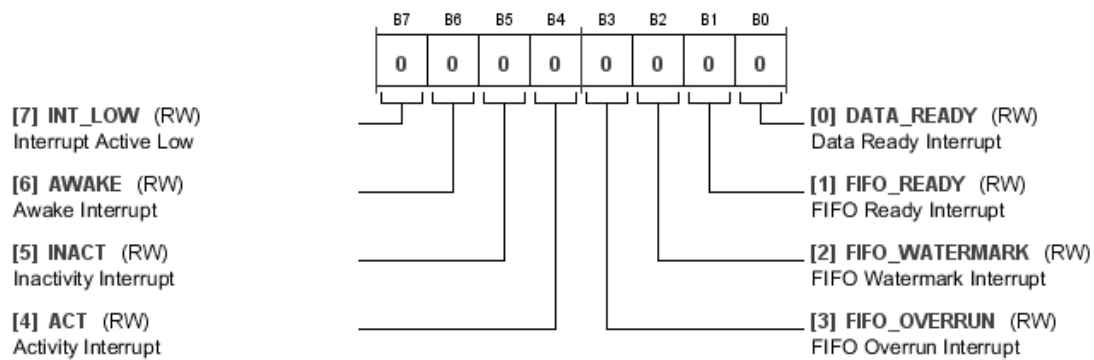 B7 B6 B5 B4 B3 B2 B1 B0
0 0 0 0 0 0 0 0
[7] INT_LOW (RW)
Interrupt Active Low
[6] AWAKE (RW)
Awake Interrupt
[5] INACT (RW)
Inactivity Interrupt
[4] ACT (RW)
Activity Interrupt
[0] DATA_READY (RW)
Data Ready Interrupt
[1] FIFO_READY (RW)
FIFO Ready Interrupt
[2] FIFO_WATERMARK (RW)
FIFO Watermark Interrupt
[3] FIFO_OVERRUN (RW)
FIFO Overrun Interrupt